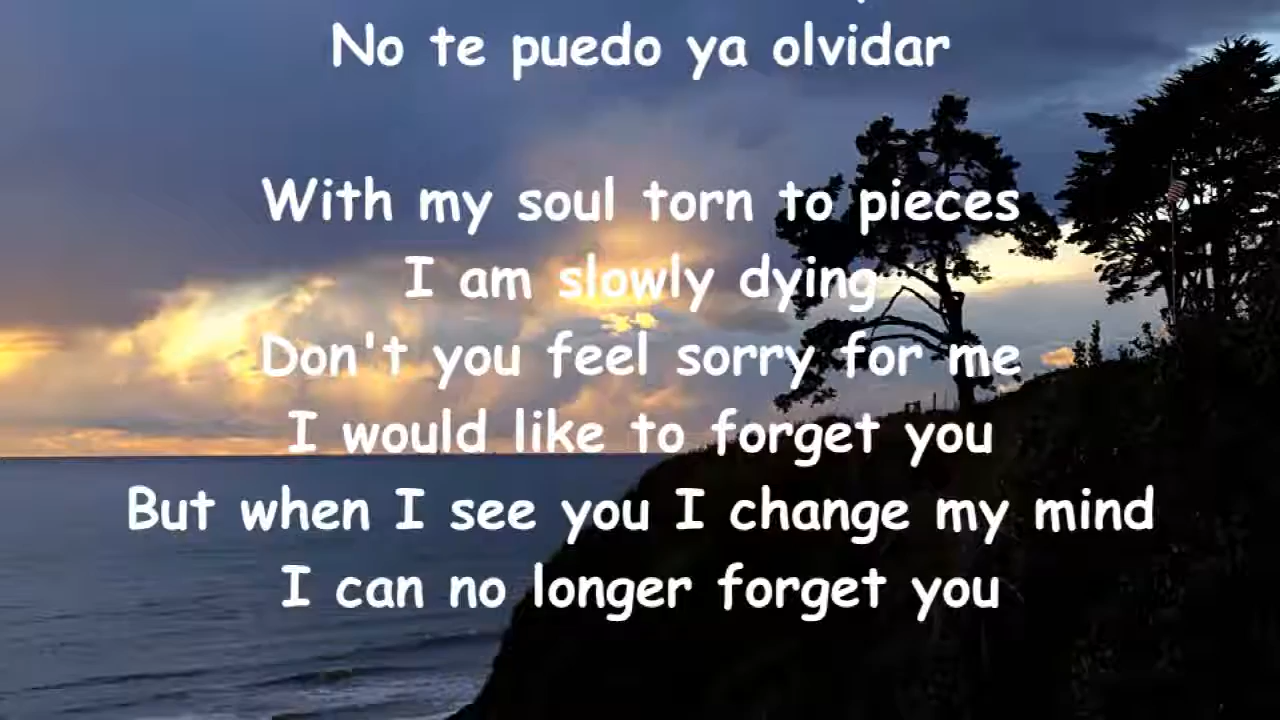 No te puedo ya olvidar
With my soul torn to pieces
I am slowly dying
Don't you feel sorry for me
I would like to forget you
But when I see you I change my mind
I can no longer forget you